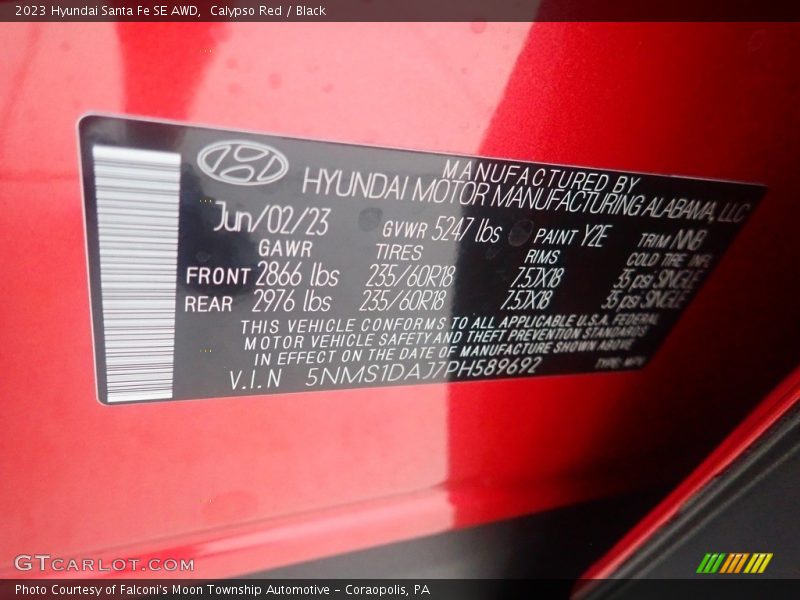 2023 Hyundai Santa Fe SE AWD, Calypso Red / Black
MANUFACTURED BY
HYUNDAI MOTOR MANUFACTURING ALABAMA, LLC
Jun/02/23 GVWR 5247 lbs PAINT Y2E TRIM NNB
GAWR TIRES RIMS COLD TIRE INFL
FRONT 2866 lbs 235/60R18 7.5JX18 35 psi SINGLE
REAR 2976 lbs 235/60R18 7.5JX18 35 psi SINGLE
THIS VEHICLE CONFORMS TO ALL APPLICABLE U.S.A. FEDERAL
MOTOR VEHICLE SAFETY AND THEFT PREVENTION STANDARDS
IN EFFECT ON THE DATE OF MANUFACTURE SHOWN ABOVE
V.I.N 5NMS1DAJ7PH589692 TYPE: MPV
GTCARLOT.COM
Photo Courtesy of Falconi's Moon Township Automotive – Coraopolis, PA